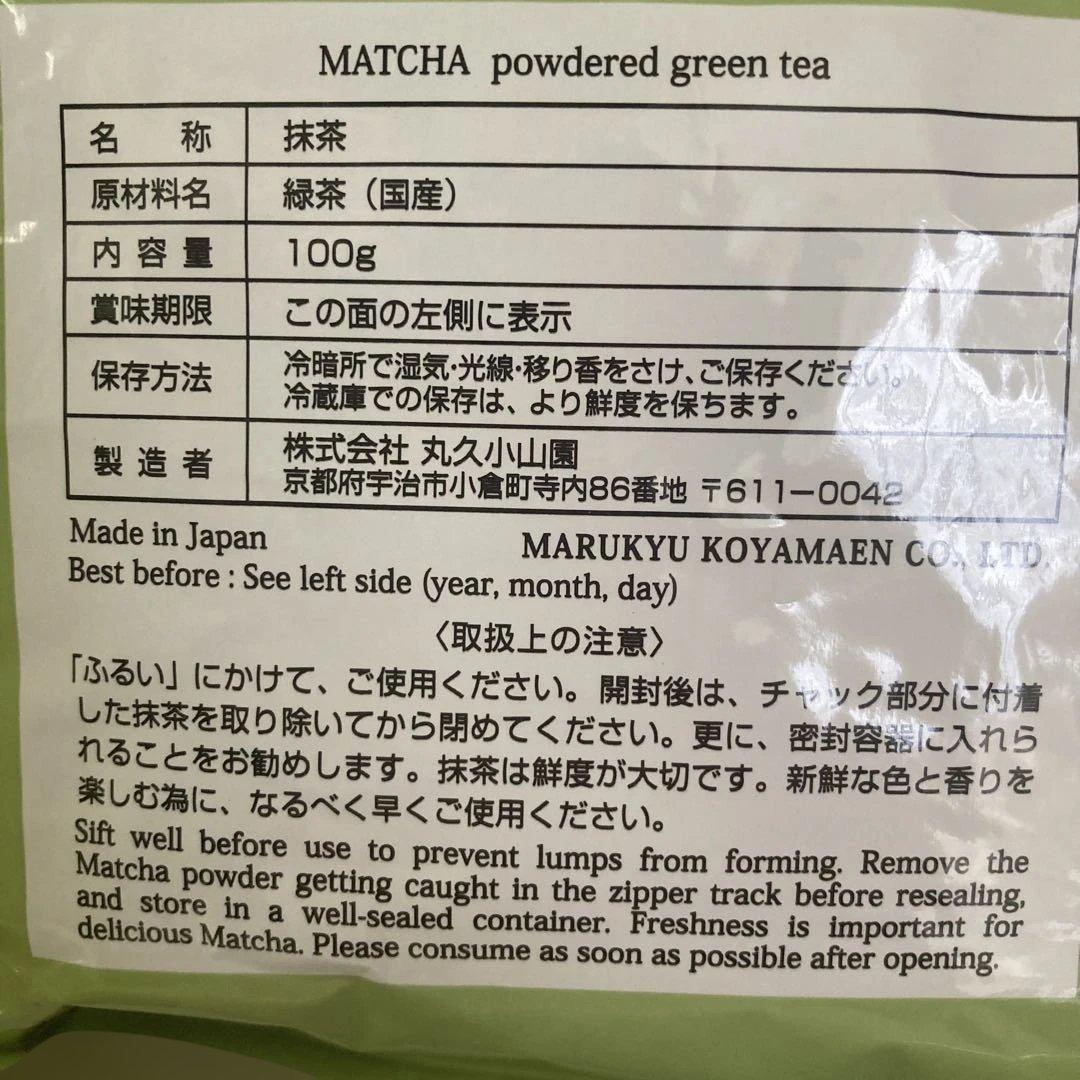 MATCHA powdered green tea
名 称 抹茶
原材料名 緑茶（国産）
内容量 100g
賞味期限 この面の左側に表示
保存方法 冷暗所で湿気・光線・移り香をさけ、ご保存ください。
冷蔵庫での保存は、より鮮度を保ちます。
製造者 株式会社 丸久小山園
京都府宇治市小倉町寺内86番地 〒611-0042
Made in Japan MARUKYU KOYAMAEN CO., LTD.
Best before : See left side (year, month, day)
〈取扱上の注意〉
「ふるい」にかけて、ご使用ください。開封後は、チャック部分に付着
した抹茶を取り除いてから閉めてください。更に、密封容器に入れら
れることをお勧めします。抹茶は鮮度が大切です。新鮮な色と香りを
楽しむ為に、なるべく早くご使用ください。
Sift well before use to prevent lumps from forming. Remove the
Matcha powder getting caught in the zipper track before resealing,
and store in a well-sealed container. Freshness is important for
delicious Matcha. Please consume as soon as possible after opening.